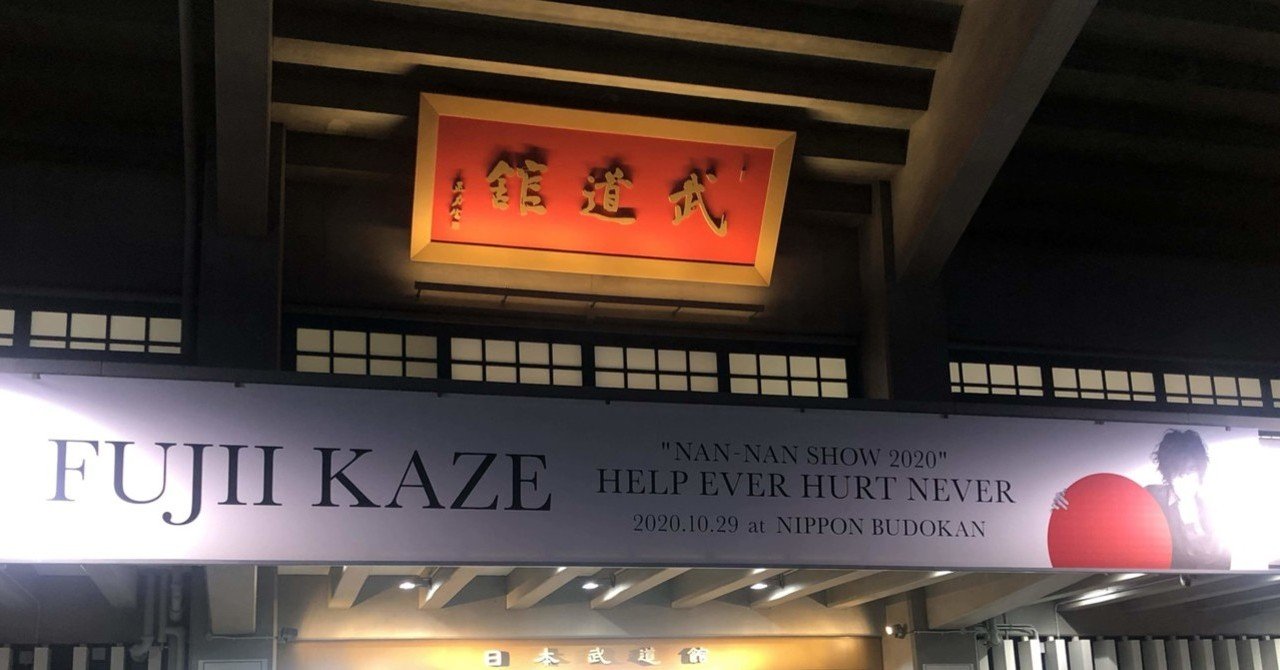 武道館
FUJII KAZE
"NAN-NAN SHOW 2020"
HELP EVER HURT NEVER
2020.10.29 at NIPPON BUDOKAN
日本武道館